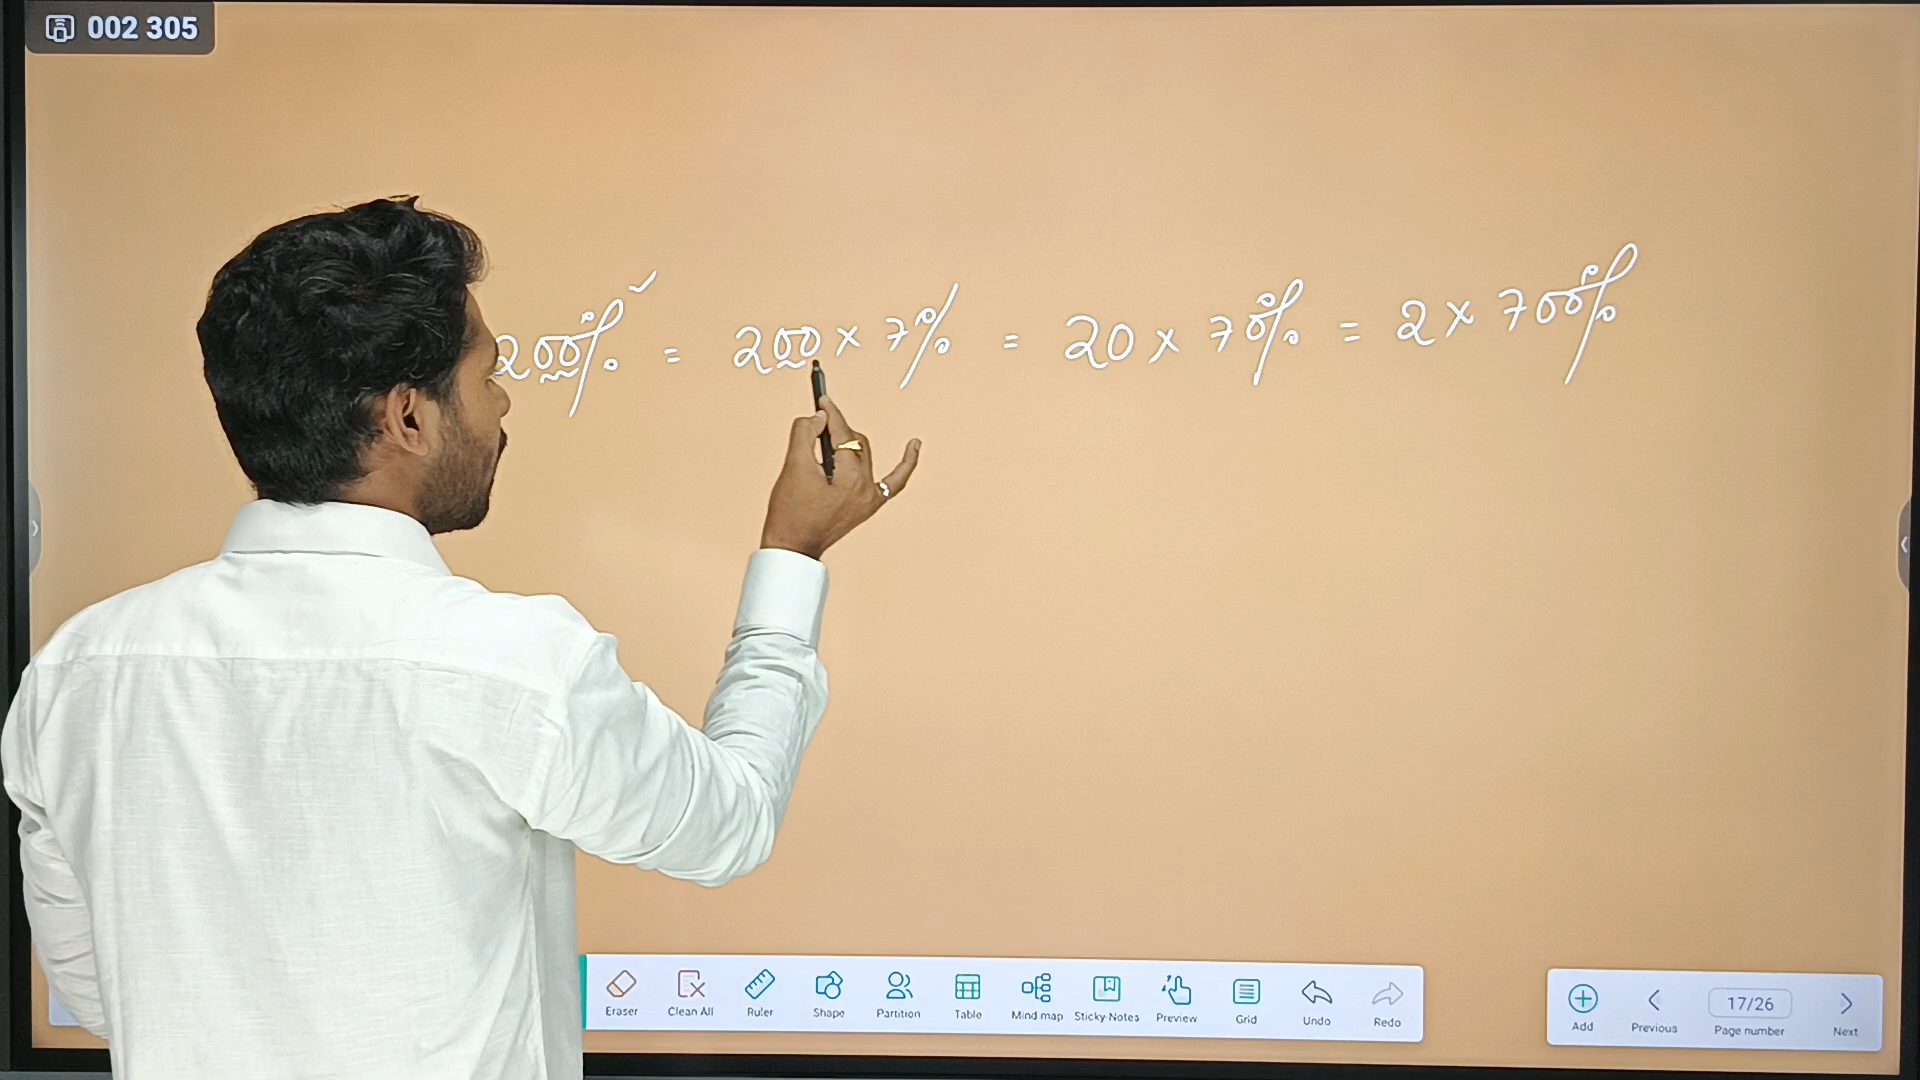 002 305
200% = 200 × 7% = 20 × 70% = 2 × 700%
Eraser Clean All Ruler Shape Partition Table Mind map Sticky-Notes Preview Grid Undo Redo
Add Previous 17/26 Page number Next